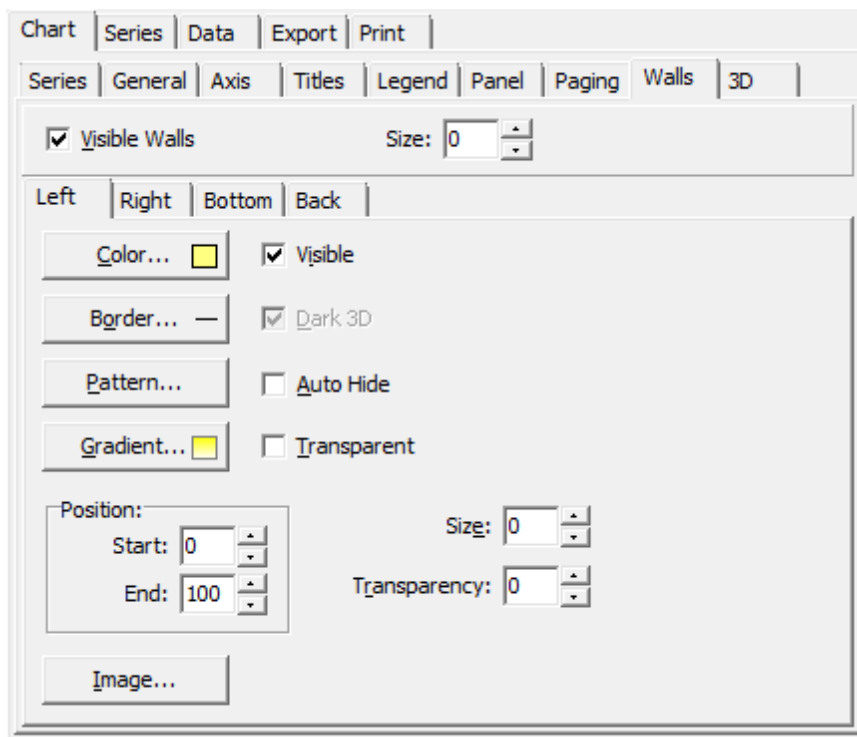 Chart Series Data Export Print
Series General Axis Titles Legend Panel Paging Walls 3D
Visible Walls Size: 0
Left Right Bottom Back
Color... Visible
Border... Dark 3D
Pattern... Auto Hide
Gradient... Transparent
Position:
Start: 0 Size: 0
End: 100 Transparency: 0
Image...